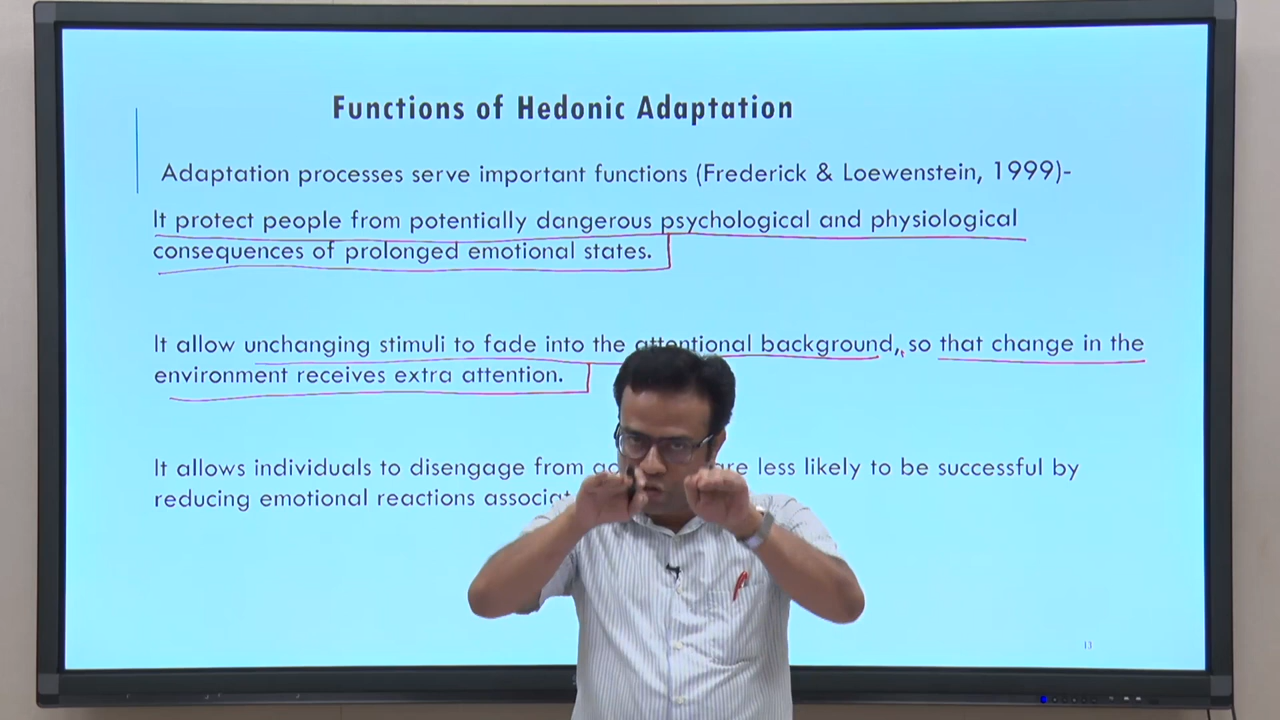 Functions of Hedonic Adaptation
Adaptation processes serve important functions (Frederick & Loewenstein, 1999)-
It protect people from potentially dangerous psychological and physiological
consequences of prolonged emotional states.
It allow unchanging stimuli to fade into the attentional background, so that change in the
environment receives extra attention.
It allows individuals to disengage from are less likely to be successful by
reducing emotional reactions
13